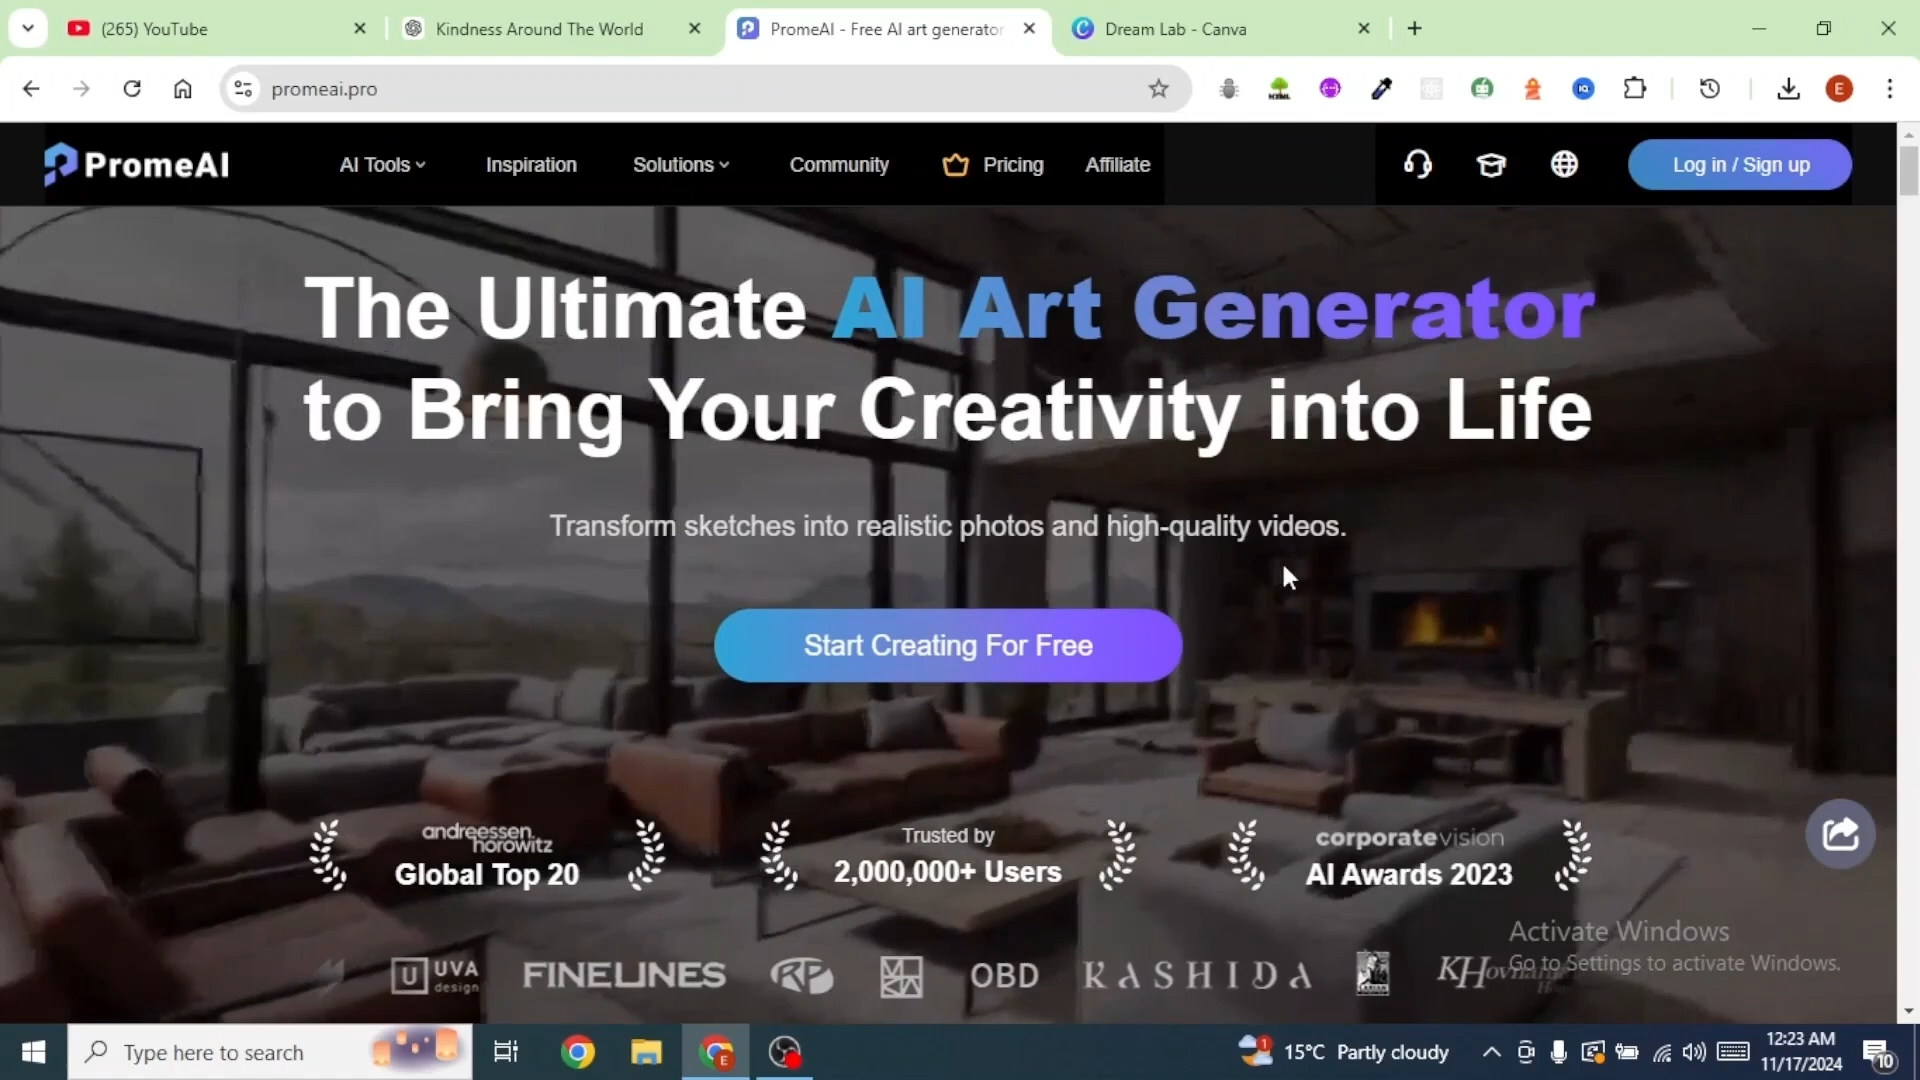 (265) YouTube
Kindness Around The World
PromeAI - Free AI art generator
Dream Lab - Canva
promeai.pro
E
PromeAI
AI Tools
Inspiration
Solutions
Community
Pricing
Affiliate
Log in / Sign up
The Ultimate AI Art Generator
to Bring Your Creativity into Life
Transform sketches into realistic photos and high-quality videos.
Start Creating For Free
andreessen.
horowitz
Global Top 20
Trusted by
2,000,000+ Users
corporatevision
AI Awards 2023
Activate Windows
Go to Settings to activate Windows.
U UVA
design
FINELINES
RP
OBD
KASHIDA
Type here to search
15°C Partly cloudy
12:23 AM
11/17/2024
10